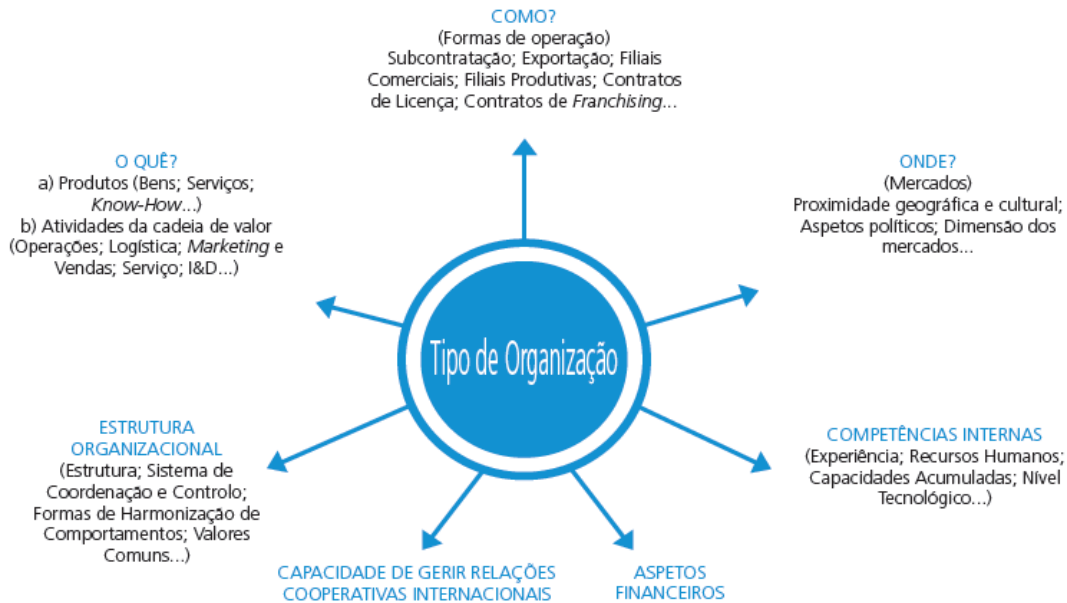 COMO?
(Formas de operação)
Subcontratação; Exportação; Filiais
Comerciais; Filiais Produtivas; Contratos
de Licença; Contratos de Franchising...
O QUÊ?
a) Produtos (Bens; Serviços;
Know-How...)
b) Atividades da cadeia de valor
(Operações; Logística; Marketing e
Vendas; Serviço; I&D...)
ONDE?
(Mercados)
Proximidade geográfica e cultural;
Aspetos políticos; Dimensão dos
mercados...
Tipo de Organização
ESTRUTURA
ORGANIZACIONAL
(Estrutura; Sistema de
Coordenação e Controlo;
Formas de Harmonização de
Comportamentos; Valores
Comuns...)
COMPETÊNCIAS INTERNAS
(Experiência; Recursos Humanos;
Capacidades Acumuladas; Nível
Tecnológico...)
CAPACIDADE DE GERIR RELAÇÕES
COOPERATIVAS INTERNACIONAIS
ASPETOS
FINANCEIROS